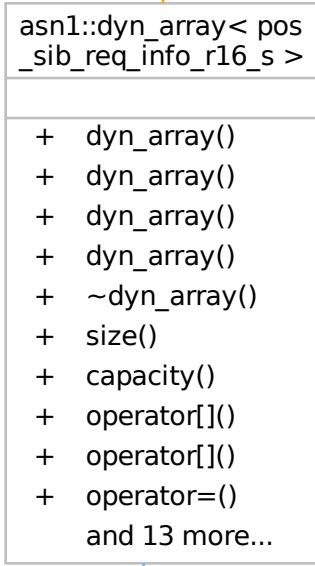 asn1::dyn_array< pos
_sib_req_info_r16_s >
+ dyn_array()
+ dyn_array()
+ dyn_array()
+ dyn_array()
+ ~dyn_array()
+ size()
+ capacity()
+ operator[]()
+ operator[]()
+ operator=()
and 13 more...